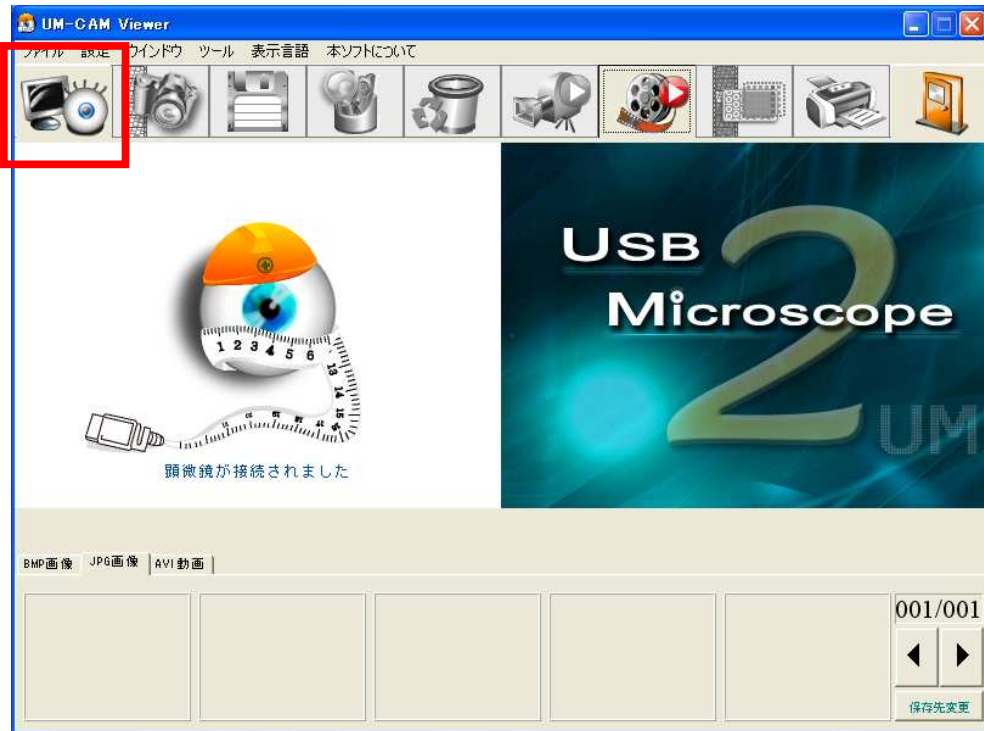 UM-CAM Viewer
ファイル 設定 ウインドウ ツール 表示言語 本ソフトについて
USB
Microscope
2
UM
1 2 3 4 5 6
13
14
15
顕微鏡が接続されました
BMP画像 JPG画像 AVI動画
001/001
保存先変更